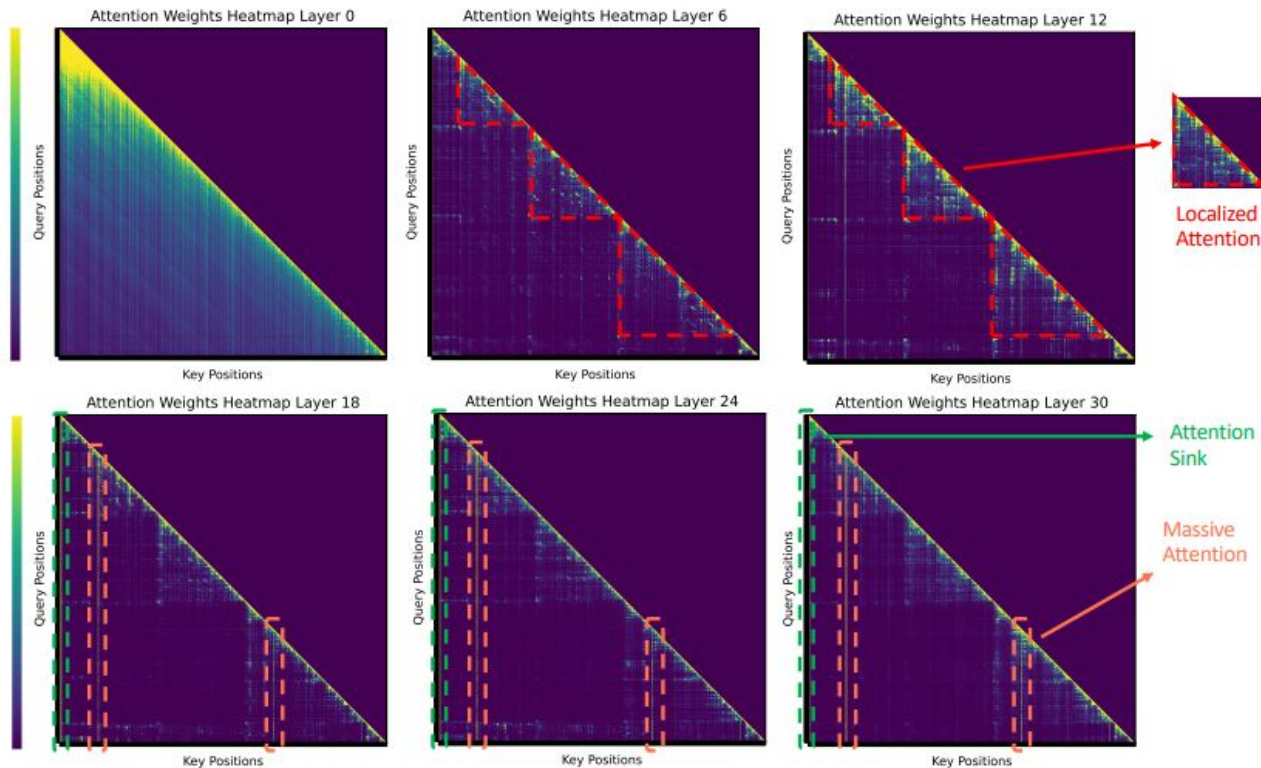 Attention Weights Heatmap Layer 0
Attention Weights Heatmap Layer 6
Attention Weights Heatmap Layer 12
Query Positions
Query Positions
Query Positions
Localized
Attention
Key Positions
Key Positions
Key Positions
Attention Weights Heatmap Layer 18
Attention Weights Heatmap Layer 24
Attention Weights Heatmap Layer 30
Query Positions
Query Positions
Query Positions
Attention
Sink
Massive
Attention
Key Positions
Key Positions
Key Positions